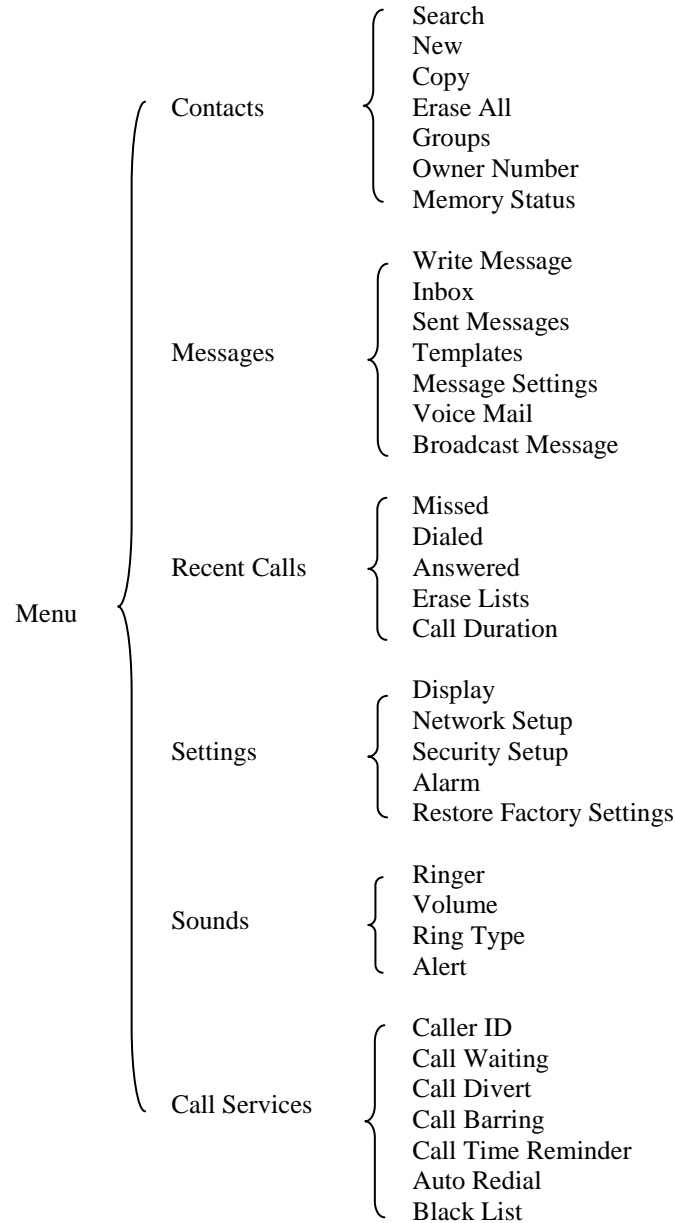 Menu
Contacts
Search
New
Copy
Erase All
Groups
Owner Number
Memory Status
Messages
Write Message
Inbox
Sent Messages
Templates
Message Settings
Voice Mail
Broadcast Message
Recent Calls
Missed
Dialed
Answered
Erase Lists
Call Duration
Settings
Display
Network Setup
Security Setup
Alarm
Restore Factory Settings
Sounds
Ringer
Volume
Ring Type
Alert
Call Services
Caller ID
Call Waiting
Call Divert
Call Barring
Call Time Reminder
Auto Redial
Black List